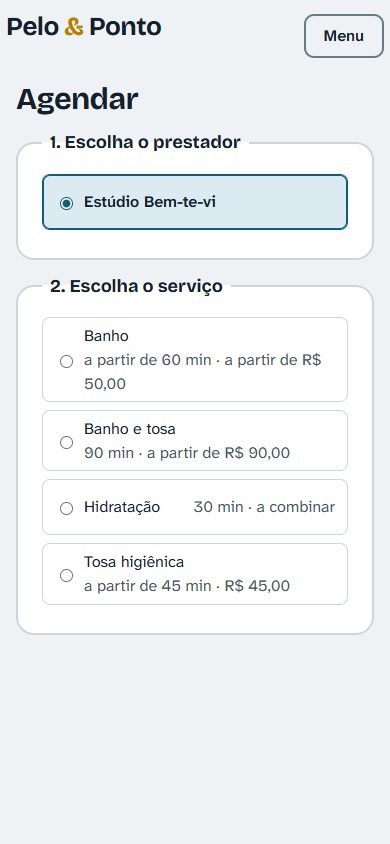 Pelo & Ponto
Menu
Agendar
1. Escolha o prestador
Estúdio Bem-te-vi
2. Escolha o serviço
Banho
a partir de 60 min · a partir de R$
50,00
Banho e tosa
90 min · a partir de R$ 90,00
Hidratação 30 min · a combinar
Tosa higiênica
a partir de 45 min · R$ 45,00